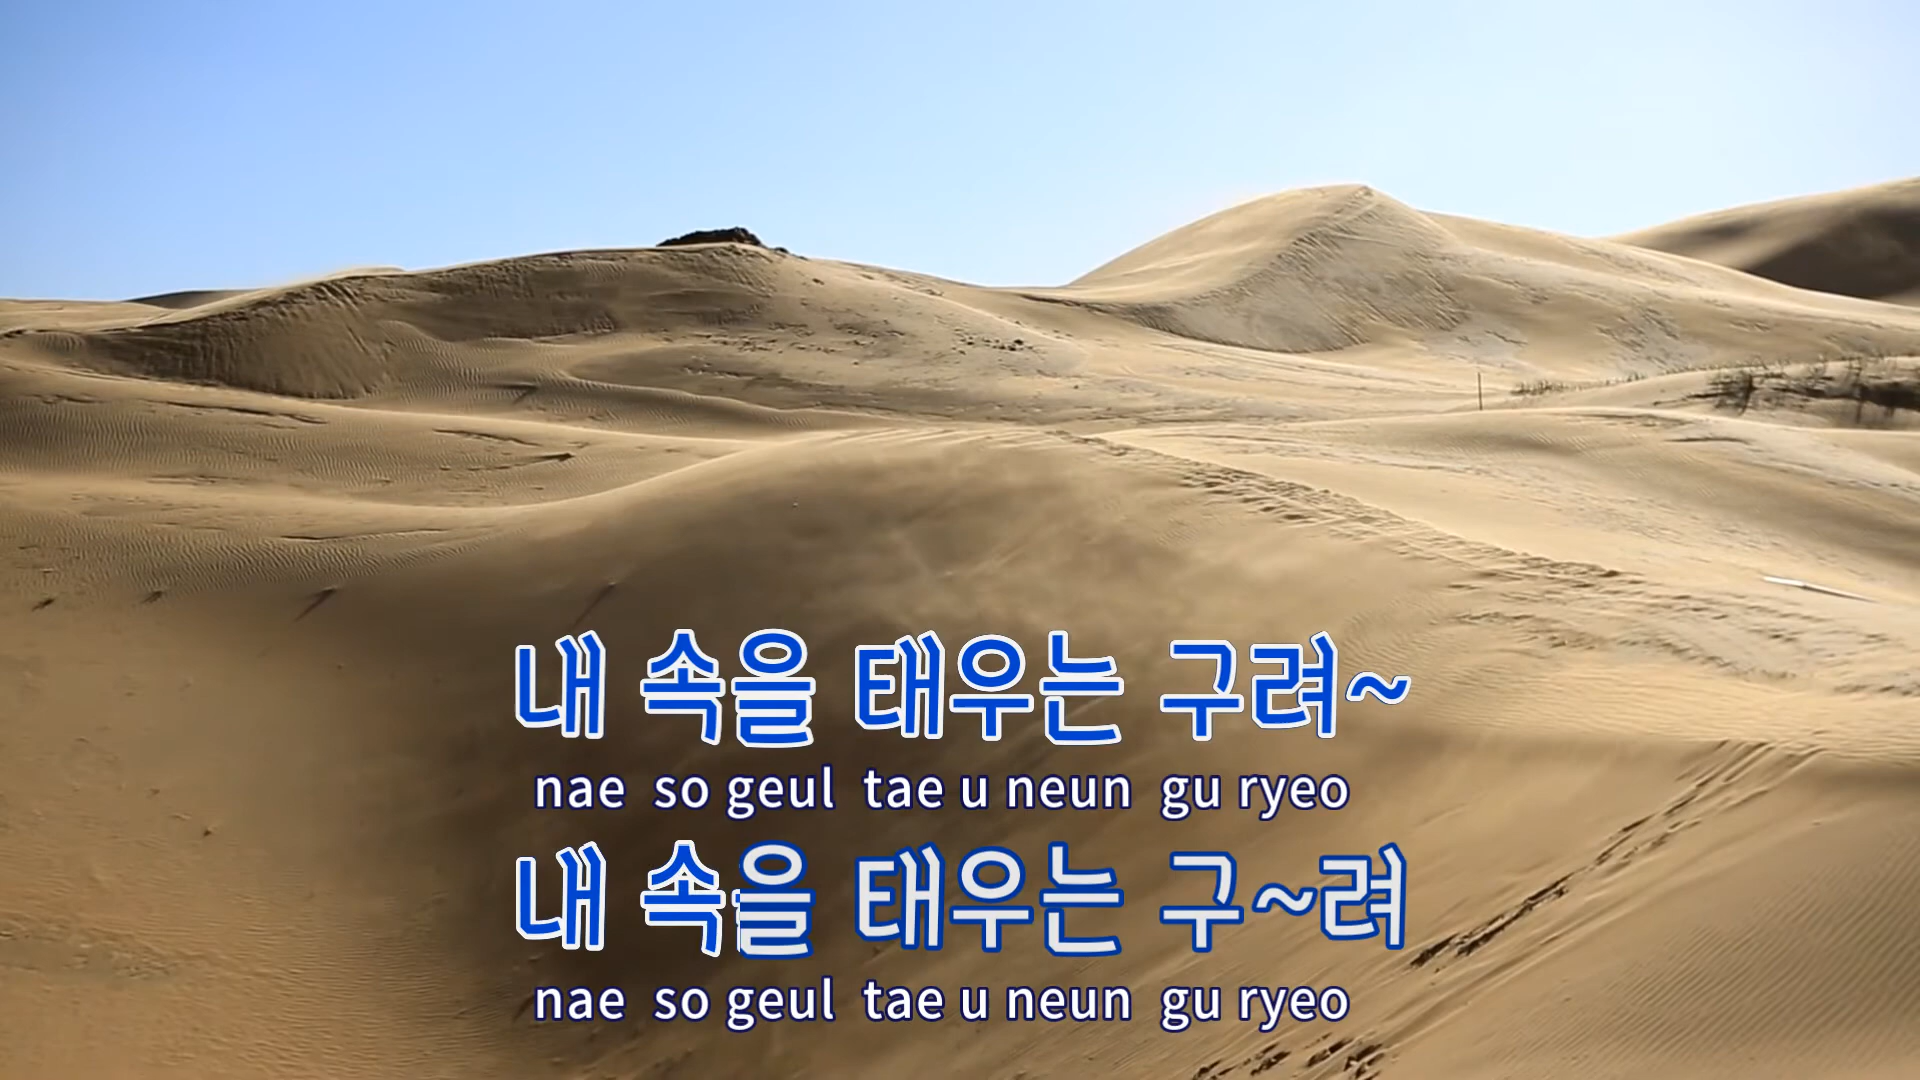 내 속을 태우는 구려~
nae so geul tae u neun gu ryeo
내 속을 태우는 구~려
nae so geul tae u neun gu ryeo